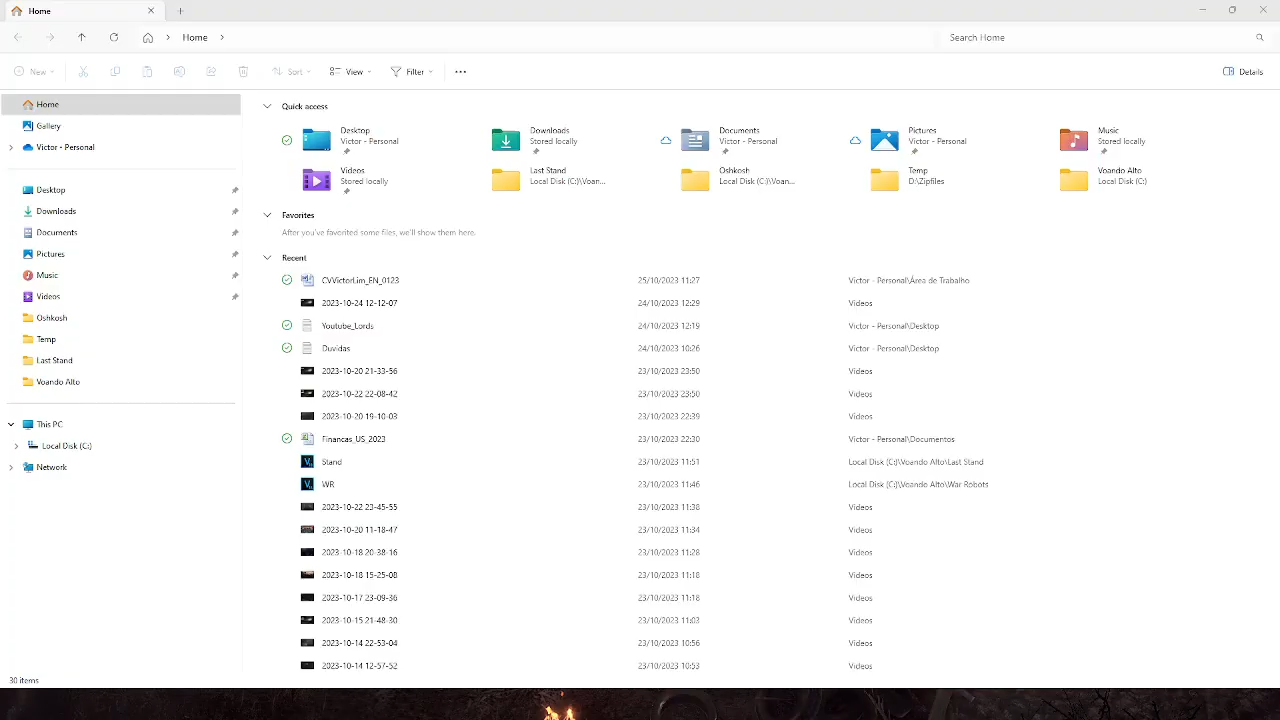 Home
Home
Search Home
New
Sort
View
Filter
Details
Home
Gallery
Victor - Personal
Desktop
Downloads
Documents
Pictures
Music
Videos
Oshkosh
Temp
Last Stand
Voando Alto
This PC
Local Disk (C:)
Network
Quick access
Desktop
Victor - Personal
Downloads
Stored locally
Documents
Victor - Personal
Pictures
Victor - Personal
Music
Stored locally
Videos
Stored locally
Last Stand
Local Disk (C:)\Voan...
Oshkosh
Local Disk (C:)\Voan...
Temp
D:\Zipfiles
Voando Alto
Local Disk (C:)
Favorites
After you've favorited some files, we'll show them here.
Recent
CVVictorLim_EN_0123 25/10/2023 11:27 Victor - Personal\Área de Trabalho
2023-10-24 12-12-07 24/10/2023 12:29 Videos
Youtube_Lords 24/10/2023 12:19 Victor - Personal\Desktop
Duvidas 24/10/2023 10:26 Victor - Personal\Desktop
2023-10-20 21-33-56 23/10/2023 23:50 Videos
2023-10-22 22-08-42 23/10/2023 23:50 Videos
2023-10-20 19-10-03 23/10/2023 22:39 Videos
Financas_US_2023 23/10/2023 22:30 Victor - Personal\Documentos
Stand 23/10/2023 11:51 Local Disk (C:)\Voando Alto\Last Stand
WR 23/10/2023 11:46 Local Disk (C:)\Voando Alto\War Robots
2023-10-22 23-45-55 23/10/2023 11:38 Videos
2023-10-20 11-18-47 23/10/2023 11:34 Videos
2023-10-18 20-38-16 23/10/2023 11:28 Videos
2023-10-18 15-25-08 23/10/2023 11:18 Videos
2023-10-17 23-09-36 23/10/2023 11:18 Videos
2023-10-15 21-48-30 23/10/2023 11:03 Videos
2023-10-14 22-53-04 23/10/2023 10:56 Videos
2023-10-14 12-57-52 23/10/2023 10:53 Videos
30 items